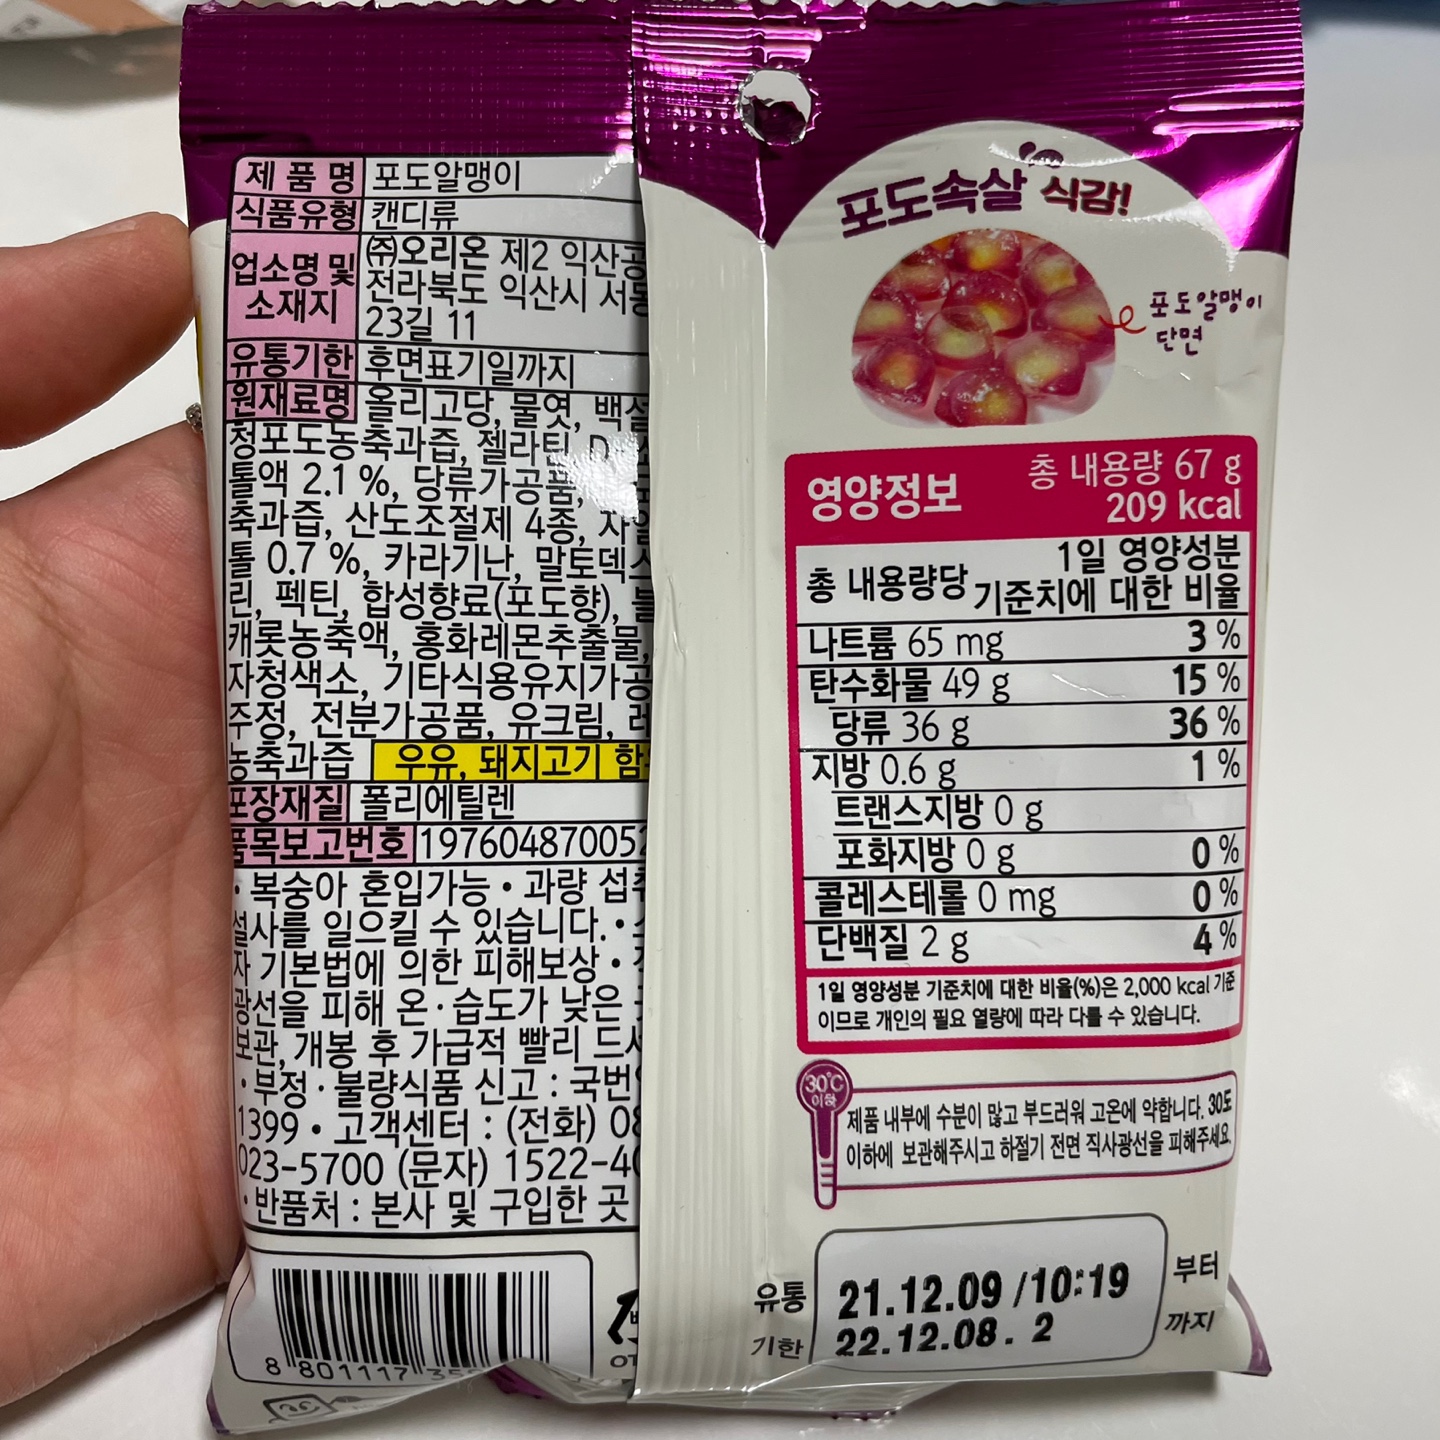 제 품 명 포도알맹이
식품유형 캔디류
업소명 및 소재지 ㈜오리온 제2 익산공
전라북도 익산시 서동
23길 11
유통기한 후면표기일까지
원재료명 올리고당, 물엿, 백설
청포도농축과즙, 젤라틴, D-소
톨액 2.1 %, 당류가공품,
축과즙, 산도조절제 4종, 자일
톨 0.7 %, 카라기난, 말토덱스
린, 펙틴, 합성향료(포도향), 블
캐롯농축액, 홍화레몬추출물,
자청색소, 기타식용유지가공
주정, 전분가공품, 유크림, 레
농축과즙 우유, 돼지고기 함
포장재질 폴리에틸렌
품목보고번호 197604870052
· 복숭아 혼입가능 · 과량 섭취
설사를 일으킬 수 있습니다. ·
자 기본법에 의한 피해보상 ·
광선을 피해 온·습도가 낮은
보관, 개봉 후 가급적 빨리 드세
· 부정·불량식품 신고 : 국번
1399 · 고객센터 : (전화) 08
023-5700 (문자) 1522-40
· 반품처 : 본사 및 구입한 곳
8 801117 35
포도속살 식감!
포도알맹이
단면
영양정보
총 내용량 67 g
209 kcal
총 내용량당
1일 영양성분
기준치에 대한 비율
나트륨 65 mg 3 %
탄수화물 49 g 15 %
당류 36 g 36 %
지방 0.6 g 1 %
트랜스지방 0 g
포화지방 0 g 0 %
콜레스테롤 0 mg 0 %
단백질 2 g 4 %
1일 영양성분 기준치에 대한 비율(%)은 2,000 kcal 기준
이므로 개인의 필요 열량에 따라 다를 수 있습니다.
30℃
이하
제품 내부에 수분이 많고 부드러워 고온에 약합니다. 30도
이하에 보관해주시고 하절기 전면 직사광선을 피해주세요.
유통 21.12.09 /10:19 부터
기한 22.12.08. 2 까지